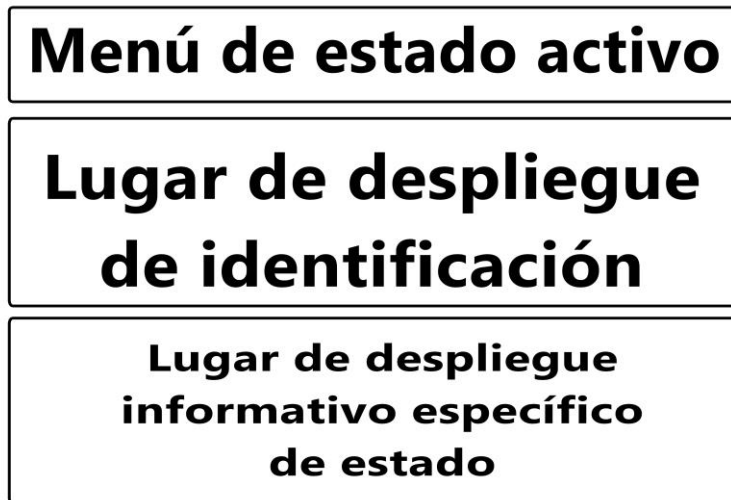 Menú de estado activo
Lugar de despliegue
de identificación
Lugar de despliegue
informativo específico
de estado